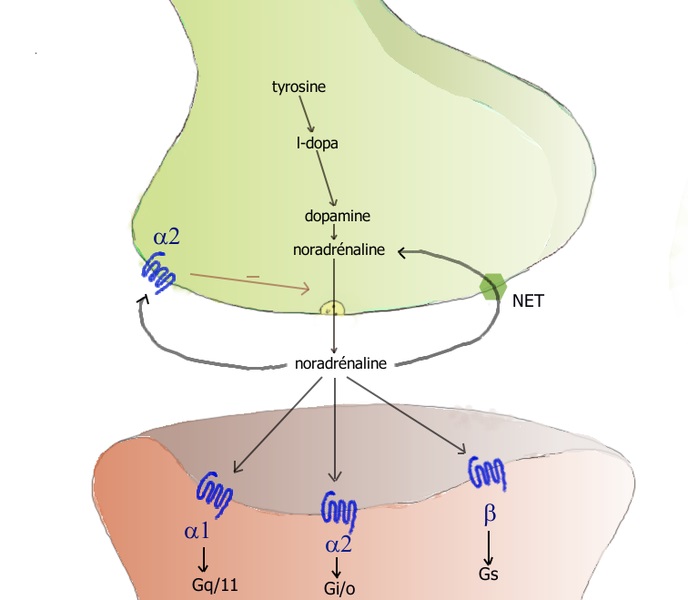 tyrosine
l-dopa
dopamine
α2
noradrénaline
–
NET
noradrénaline
α1
α2
β
Gq/11
Gi/o
Gs